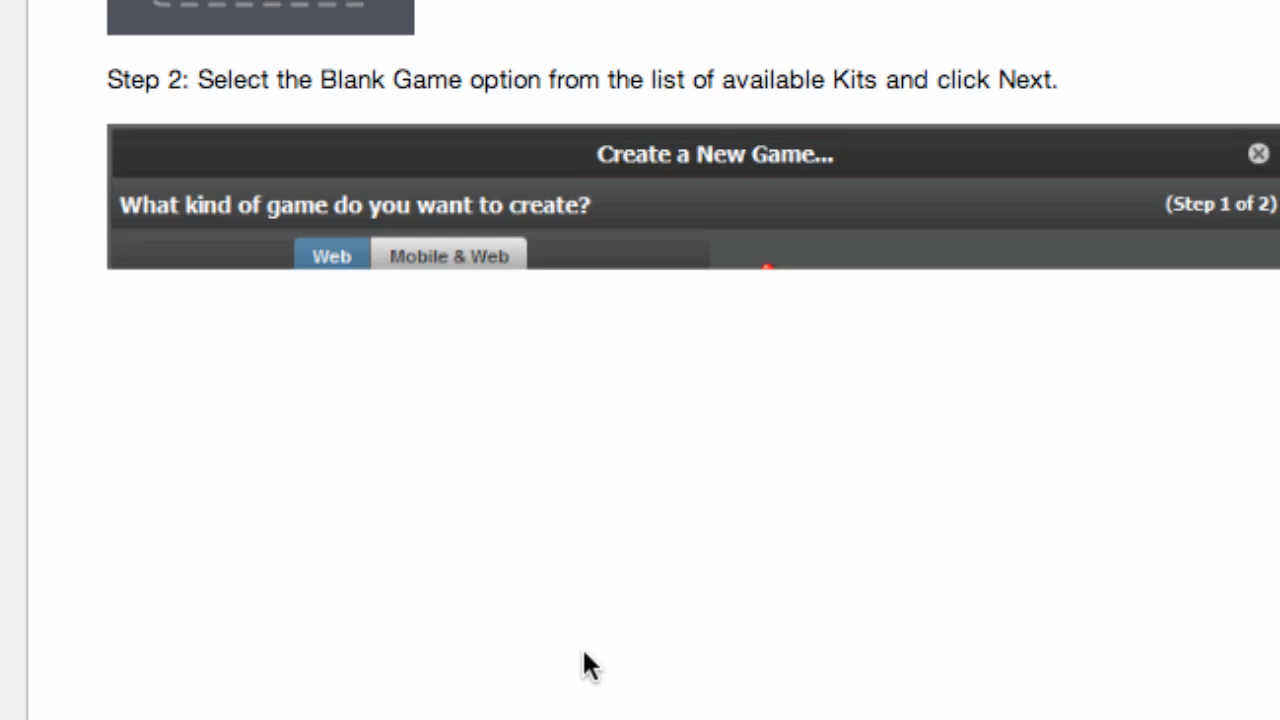 Step 2: Select the Blank Game option from the list of available Kits and click Next.
Create a New Game...
What kind of game do you want to create? (Step 1 of 2)
Web Mobile & Web